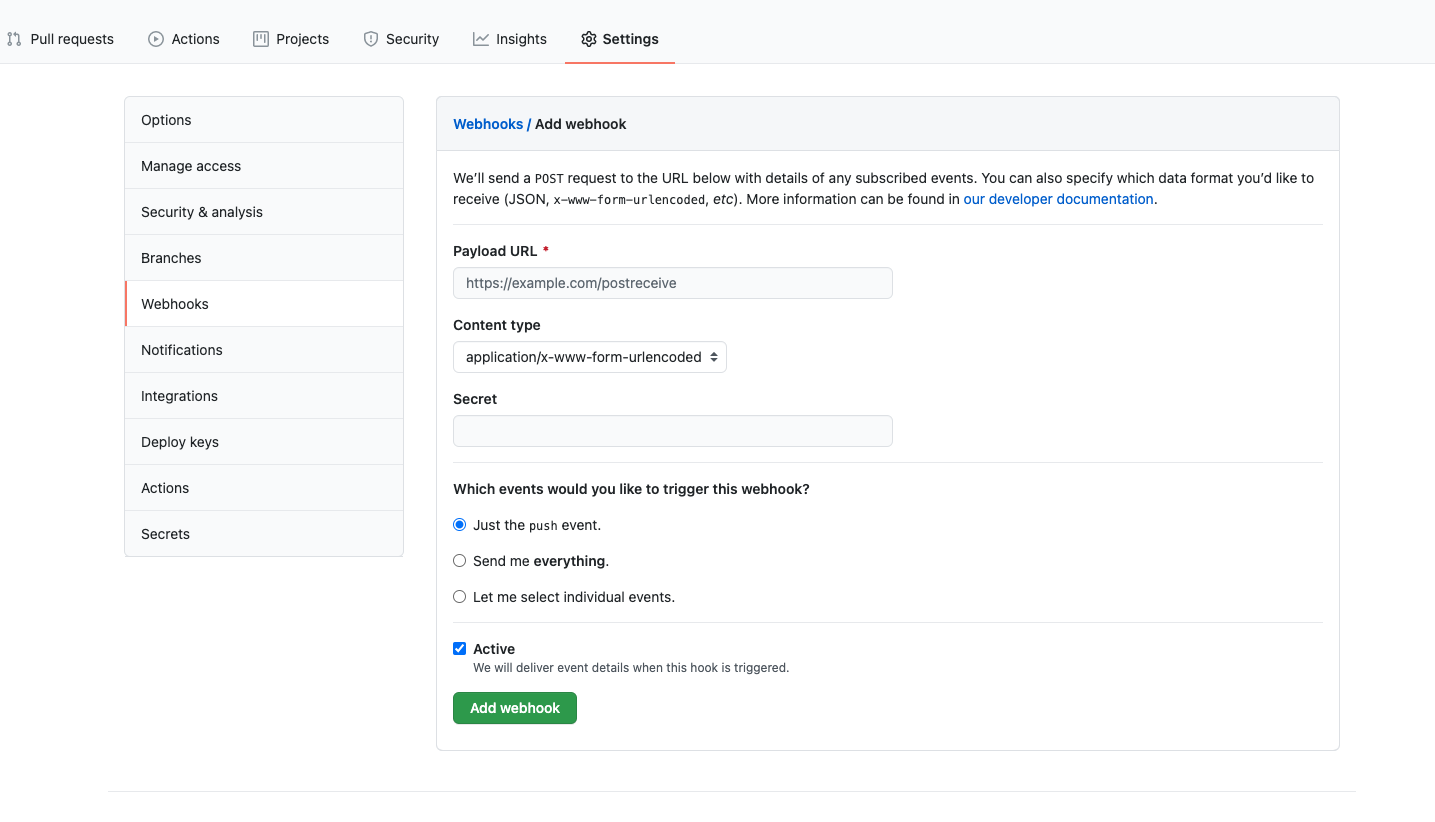 Pull requests Actions Projects Security Insights Settings
Options
Manage access
Security & analysis
Branches
Webhooks
Notifications
Integrations
Deploy keys
Actions
Secrets
Webhooks / Add webhook
We’ll send a POST request to the URL below with details of any subscribed events. You can also specify which data format you’d like to
receive (JSON, x-www-form-urlencoded, etc). More information can be found in our developer documentation.
Payload URL *
https://example.com/postreceive
Content type
application/x-www-form-urlencoded
Secret
Which events would you like to trigger this webhook?
Just the push event.
Send me everything.
Let me select individual events.
Active
We will deliver event details when this hook is triggered.
Add webhook